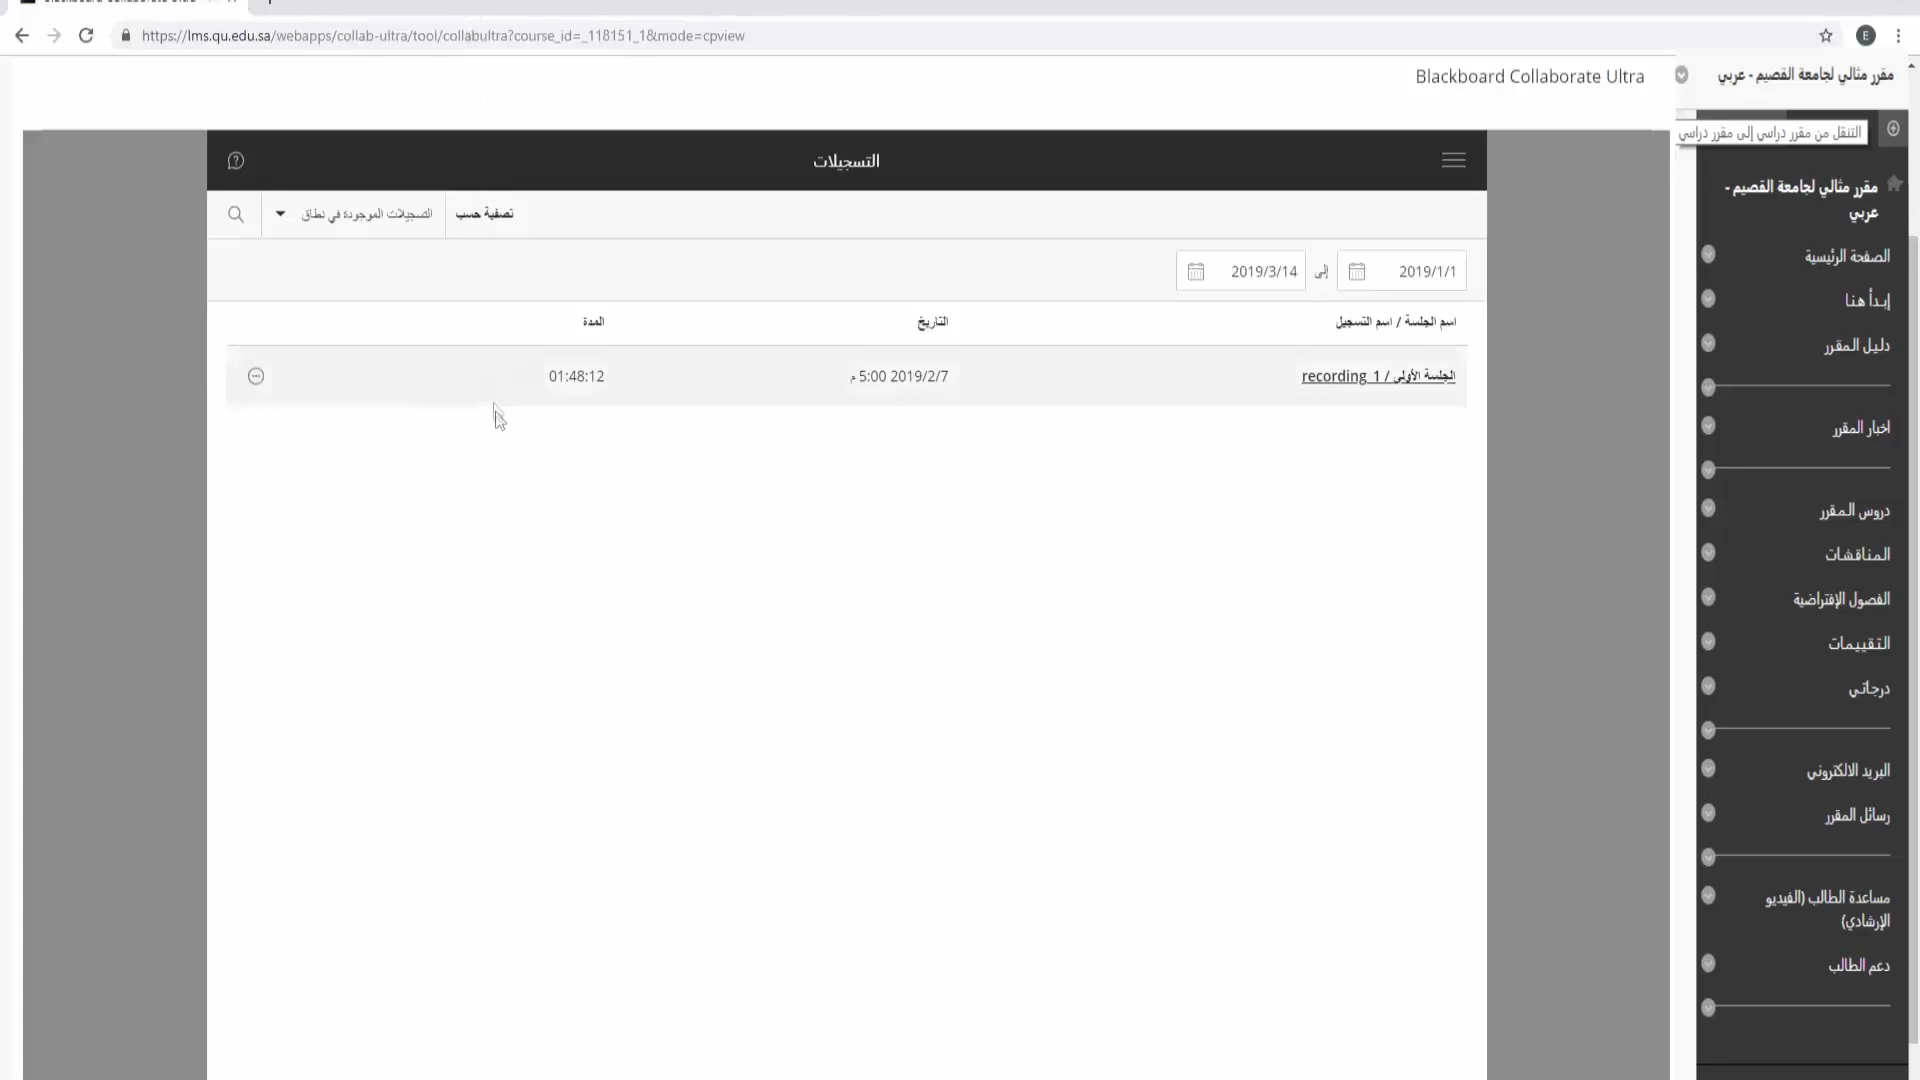 https://lms.qu.edu.sa/webapps/collab-ultra/tool/collabultra?course_id=_118151_1&mode=cpview
E
مقرر مثالي لجامعة القصيم - عربي
Blackboard Collaborate Ultra
التنقل من مقرر دراسي إلى مقرر دراسي
التسجيلات
تصفية حسب
التسجيلات الموجودة في نطاق
2019/1/1 إلى 2019/3/14
اسم الجلسة / اسم التسجيل
التاريخ
المدة
الجلسة الأولى / recording_1
2019/2/7 5:00 م
01:48:12
مقرر مثالي لجامعة القصيم -
عربي
الصفحة الرئيسية
إبدأ هنا
دليل المقرر
اخبار المقرر
دروس المقرر
المناقشات
الفصول الإفتراضية
التقييمات
درجاتي
البريد الالكتروني
رسائل المقرر
مساعدة الطالب (الفيديو
الإرشادي)
دعم الطالب